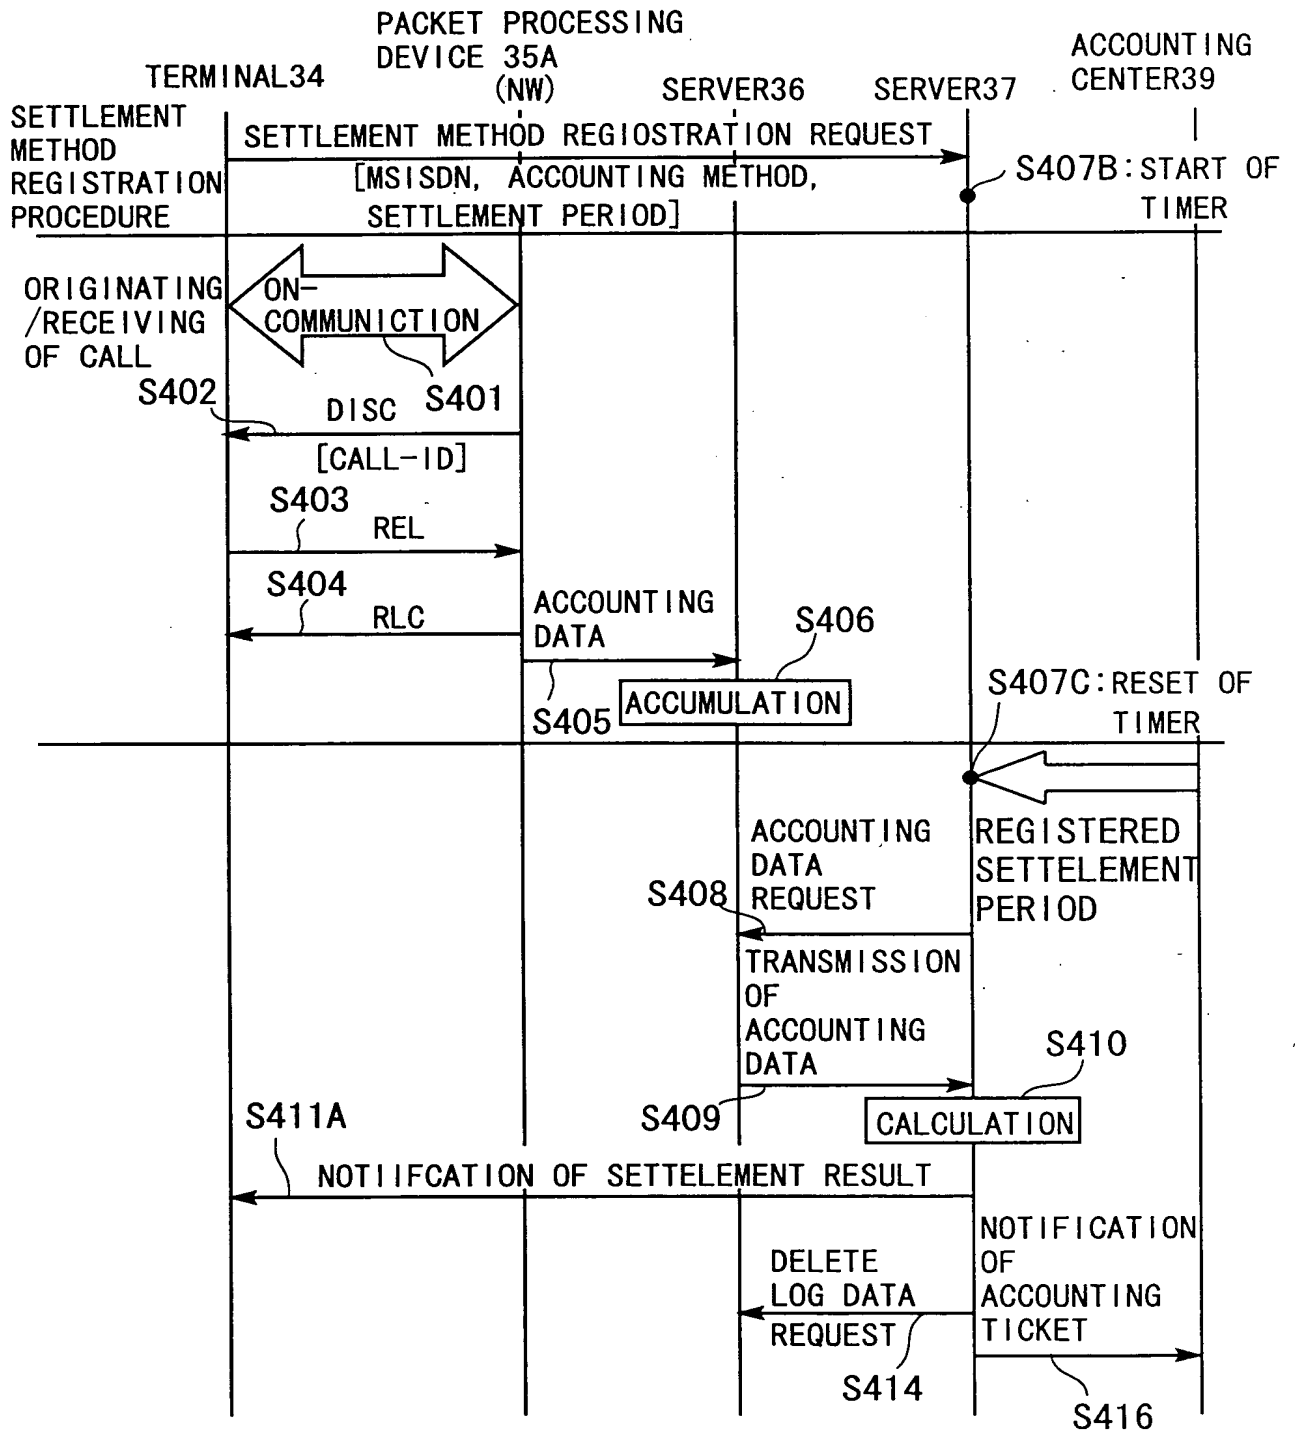 PACKET PROCESSING
DEVICE 35A
(NW)
TERMINAL34
SERVER36
SERVER37
ACCOUNTING
CENTER39
SETTLEMENT
METHOD
REGISTRATION
PROCEDURE
SETTLEMENT METHOD REGIOSTRATION REQUEST
[MSISDN, ACCOUNTING METHOD,
SETTLEMENT PERIOD]
S407B:START OF
TIMER
ORIGINATING
/RECEIVING
OF CALL
ON-
COMMUNICTION
S401
S402
DISC
[CALL-ID]
S403
REL
S404
RLC
ACCOUNTING
DATA
S405
S406
ACCUMULATION
S407C:RESET OF
TIMER
REGISTERED
SETTELEMENT
PERIOD
ACCOUNTING
DATA
REQUEST
S408
TRANSMISSION
OF
ACCOUNTING
DATA
S409
S410
CALCULATION
S411A
NOTIIFCATION OF SETTELEMENT RESULT
DELETE
LOG DATA
REQUEST
S414
NOTIFICATION
OF
ACCOUNTING
TICKET
S416